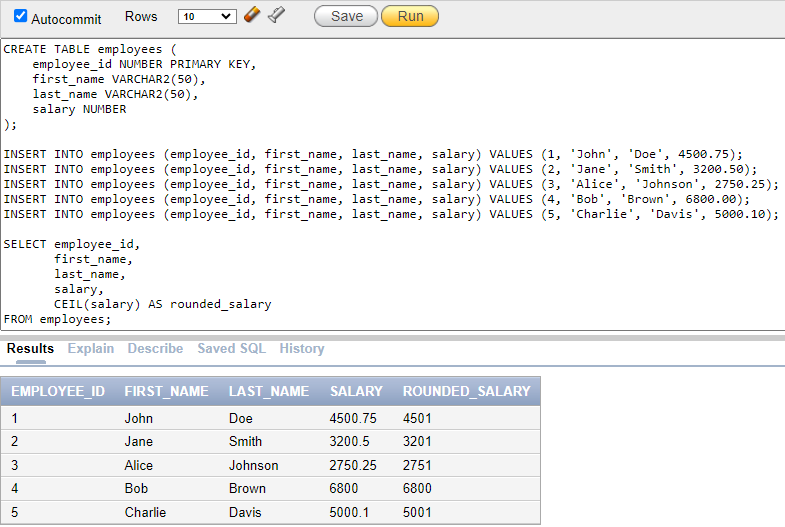 Autocommit Rows 10 Save Run
CREATE TABLE employees (
    employee_id NUMBER PRIMARY KEY,
    first_name VARCHAR2(50),
    last_name VARCHAR2(50),
    salary NUMBER
);

INSERT INTO employees (employee_id, first_name, last_name, salary) VALUES (1, 'John', 'Doe', 4500.75);
INSERT INTO employees (employee_id, first_name, last_name, salary) VALUES (2, 'Jane', 'Smith', 3200.50);
INSERT INTO employees (employee_id, first_name, last_name, salary) VALUES (3, 'Alice', 'Johnson', 2750.25);
INSERT INTO employees (employee_id, first_name, last_name, salary) VALUES (4, 'Bob', 'Brown', 6800.00);
INSERT INTO employees (employee_id, first_name, last_name, salary) VALUES (5, 'Charlie', 'Davis', 5000.10);

SELECT employee_id,
       first_name,
       last_name,
       salary,
       CEIL(salary) AS rounded_salary
FROM employees;
Results Explain Describe Saved SQL History
EMPLOYEE_ID FIRST_NAME LAST_NAME SALARY ROUNDED_SALARY
1 John Doe 4500.75 4501
2 Jane Smith 3200.5 3201
3 Alice Johnson 2750.25 2751
4 Bob Brown 6800 6800
5 Charlie Davis 5000.1 5001